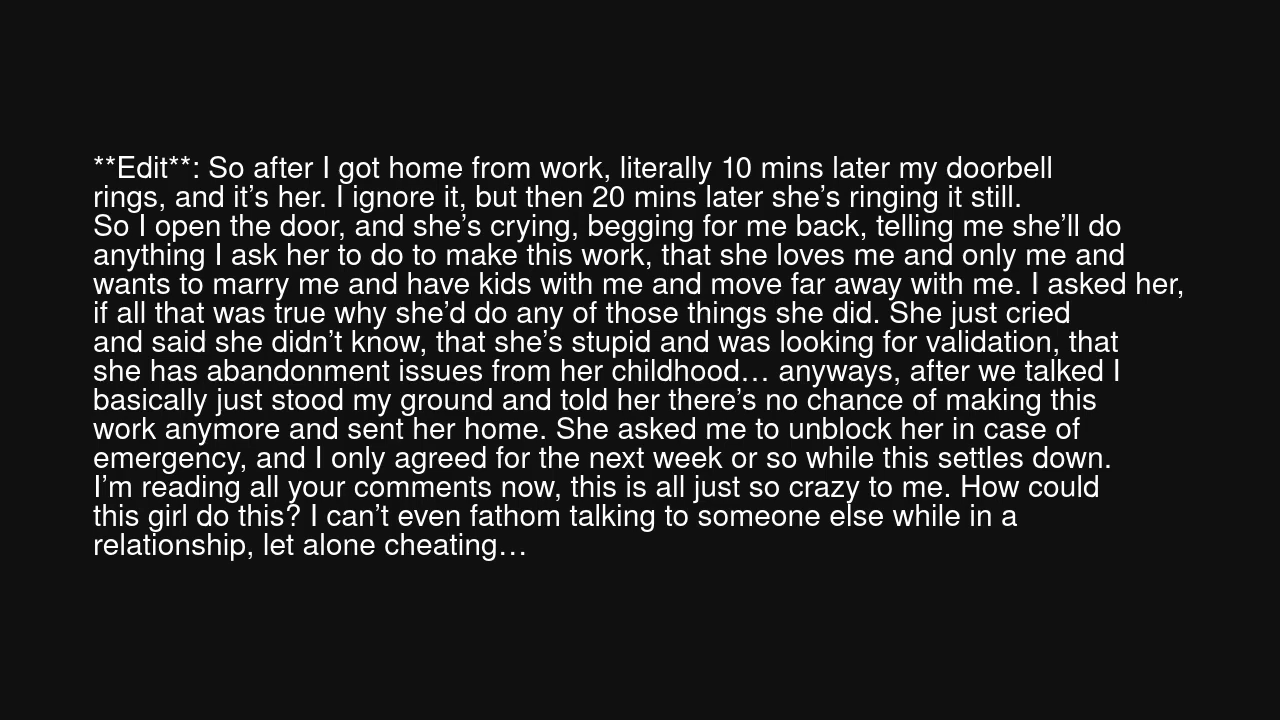 **Edit**: So after I got home from work, literally 10 mins later my doorbell
rings, and it’s her. I ignore it, but then 20 mins later she’s ringing it still.
So I open the door, and she’s crying, begging for me back, telling me she’ll do
anything I ask her to do to make this work, that she loves me and only me and
wants to marry me and have kids with me and move far away with me. I asked her,
if all that was true why she’d do any of those things she did. She just cried
and said she didn’t know, that she’s stupid and was looking for validation, that
she has abandonment issues from her childhood… anyways, after we talked I
basically just stood my ground and told her there’s no chance of making this
work anymore and sent her home. She asked me to unblock her in case of
emergency, and I only agreed for the next week or so while this settles down.
I’m reading all your comments now, this is all just so crazy to me. How could
this girl do this? I can’t even fathom talking to someone else while in a
relationship, let alone cheating…